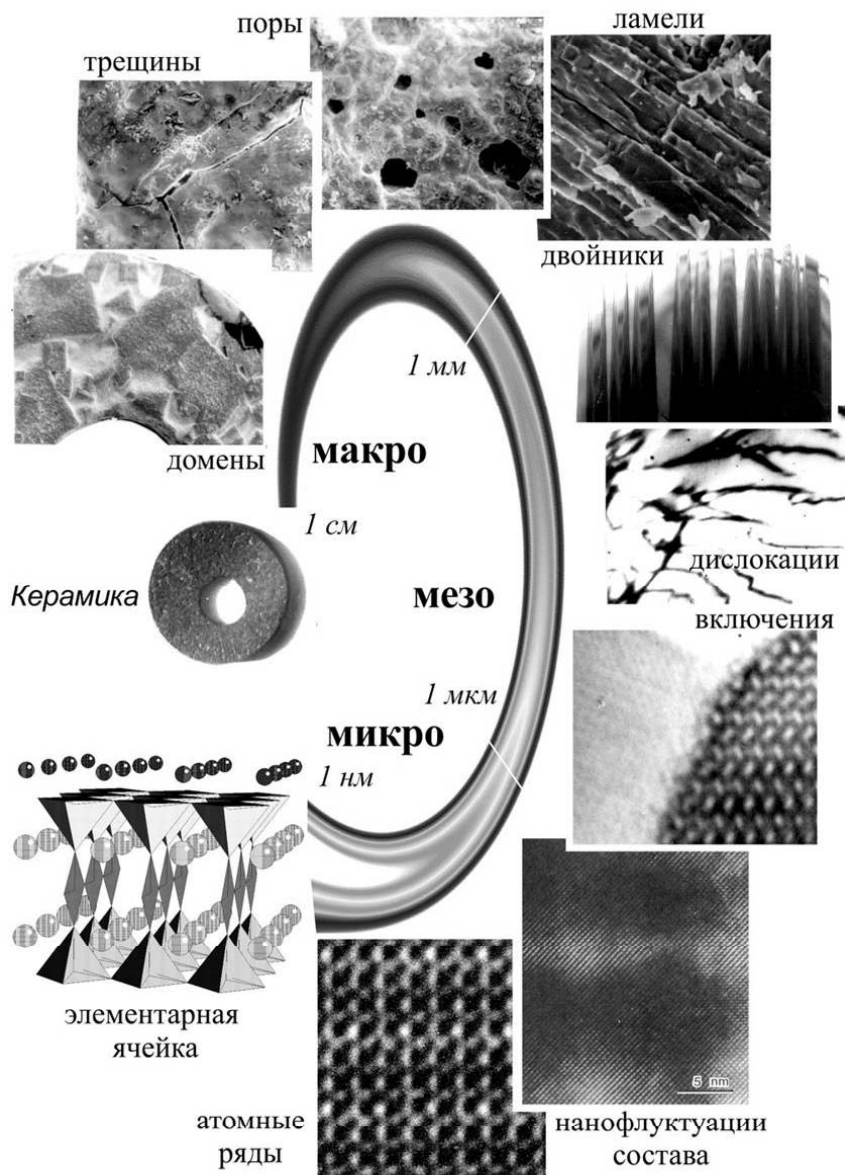 поры
ламели
трещины
двойники
1 мм
макро
домены
1 см
Керамика
мезо
дислокации
включения
1 мкм
микро
1 нм
5 nm
элементарная
ячейка
атомные
ряды
нанофлуктуации
состава